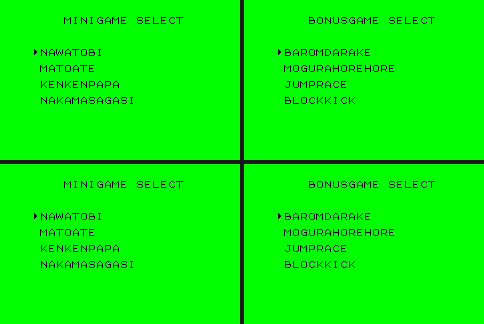 MINIGAME SELECT
NAWATOBI
MATOATE
KENKENPAPA
NAKAMASAGASI
BONUSGAME SELECT
BAROMDARAKE
MOGURAHOREHORE
JUMPRACE
BLOCKKICK
MINIGAME SELECT
NAWATOBI
MATOATE
KENKENPAPA
NAKAMASAGASI
BONUSGAME SELECT
BAROMDARAKE
MOGURAHOREHORE
JUMPRACE
BLOCKKICK